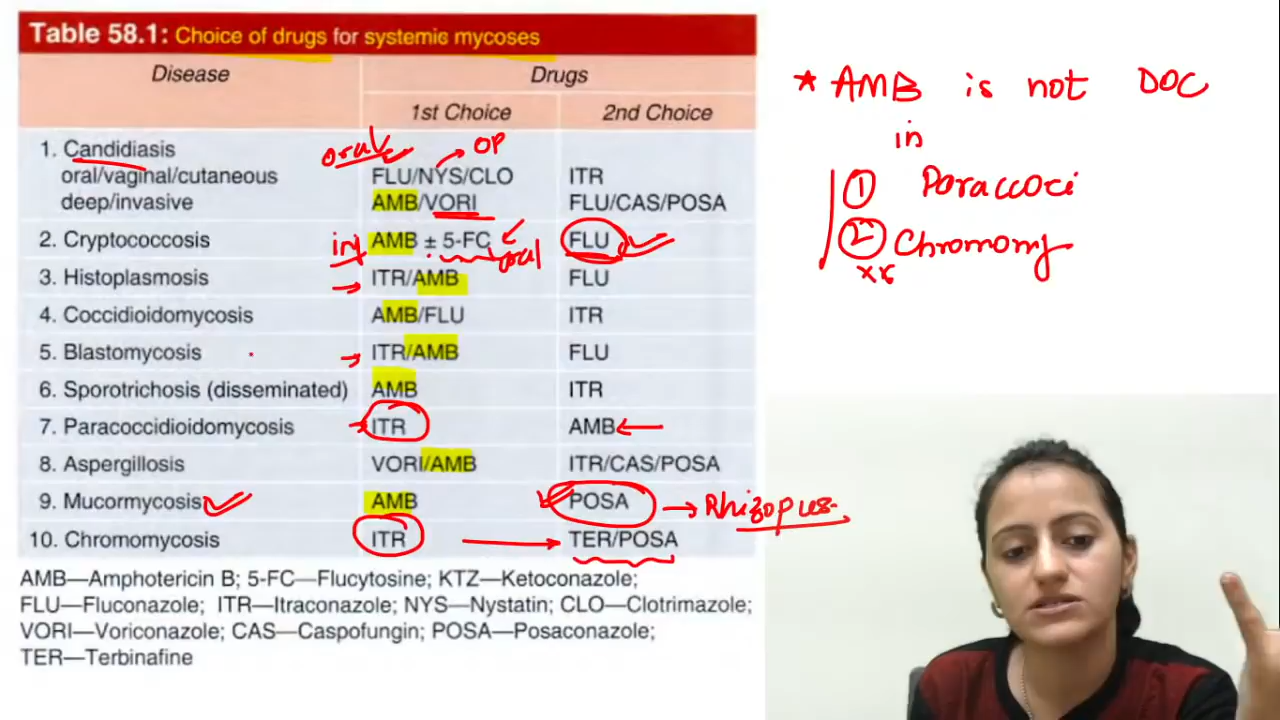 Table 58.1: Choice of drugs for systemic mycoses
Disease Drugs
1st Choice 2nd Choice
1. Candidiasis
oral OP
oral/vaginal/cutaneous FLU/NYS/CLO ITR
deep/invasive AMB/VORI FLU/CAS/POSA
2. Cryptococcosis inj AMB ± 5-FC oral FLU
3. Histoplasmosis ITR/AMB FLU
4. Coccidioidomycosis AMB/FLU ITR
5. Blastomycosis ITR/AMB FLU
6. Sporotrichosis (disseminated) AMB ITR
7. Paracoccidioidomycosis ITR AMB
8. Aspergillosis VORI/AMB ITR/CAS/POSA
9. Mucormycosis AMB POSA → Rhizopus
10. Chromomycosis ITR TER/POSA
AMB—Amphotericin B; 5-FC—Flucytosine; KTZ—Ketoconazole;
FLU—Fluconazole; ITR—Itraconazole; NYS—Nystatin; CLO—Clotrimazole;
VORI—Voriconazole; CAS—Caspofungin; POSA—Posaconazole;
TER—Terbinafine
* AMB is not DOC
in
1
2 Chromomy